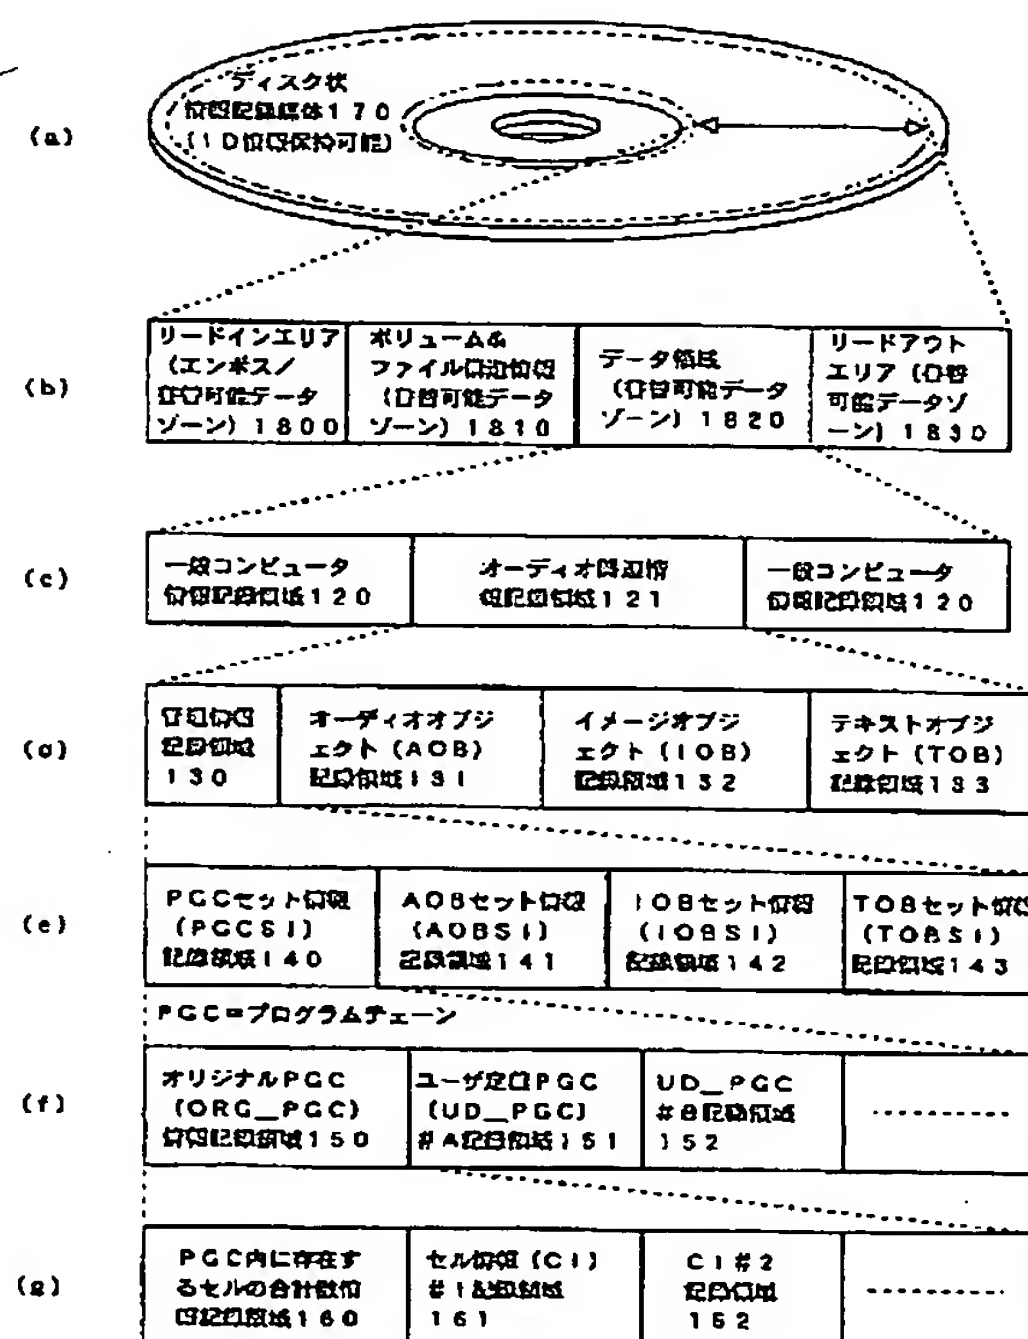 (a)
ディスク状
情報記録媒体170
(ID情報保持可能)
(b)
リードインエリア
(エンボス/
可能データ
ゾーン) 1800
ボリューム&
ファイル
可能データ
ゾーン) 1810
データ領域
可能データ
ゾーン) 1820
リードアウト
エリア
可能データゾ
ーン) 1830
(c)
一般コンピュータ
情報記録領域120
オーディオ関連情
報記録領域121
一般コンピュータ
情報記録領域120
(d)
記録領域
130
オーディオオブジ
ェクト(AOB)
記録領域131
イメージオブジ
ェクト(IOB)
記録領域132
テキストオブジ
ェクト(TOB)
記録領域133
(e)
PGCセット情報
(PGCSI)
記録領域140
AOBセット情報
(AOBSI)
記録領域141
IOBセット情報
(IOBSI)
記録領域142
TOBセット情報
(TOBSI)
記録領域143
PGC=プログラムチェーン
(f)
オリジナルPGC
(ORG_PGC)
情報記録領域150
ユーザ定義PGC
(UD_PGC)
#A記録領域151
UD_PGC
#B記録領域
152
(g)
PGC内に存在す
るセルの合計数情
報記録領域160
セル情報(CI)
#1記録領域
161
CI#2
記録領域
162